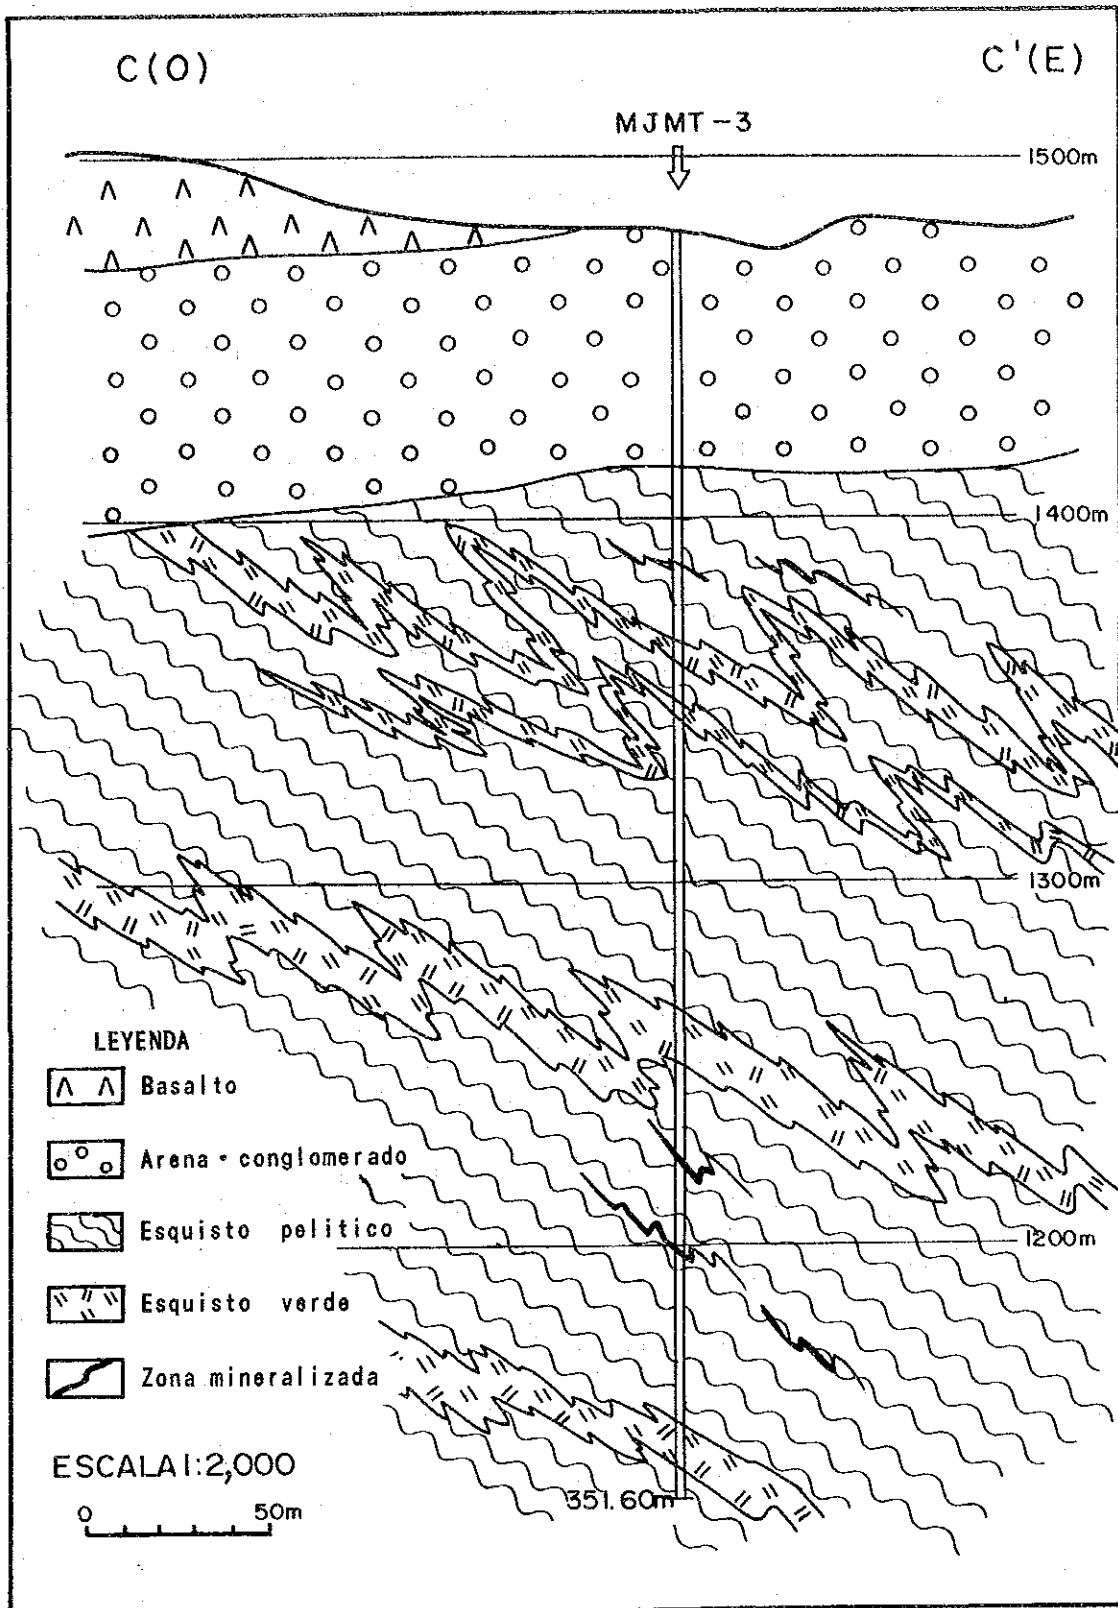 C(O)
C'(E)
MJMT-3
1500m
1400m
1300m
LEYENDA
Basalto
Arena • conglomerado
Esquisto pelitico
1200m
Esquisto verde
Zona mineralizada
ESCALA 1:2,000
351.60m
0 50m